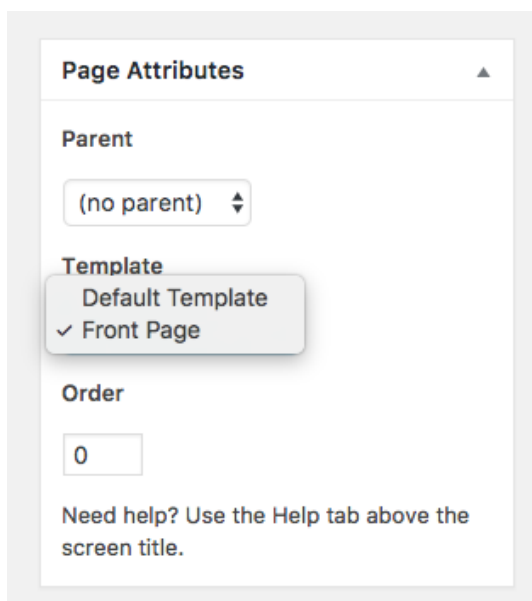 Page Attributes
Parent
(no parent)
Template
Default Template
✓ Front Page
Order
0
Need help? Use the Help tab above the
screen title.